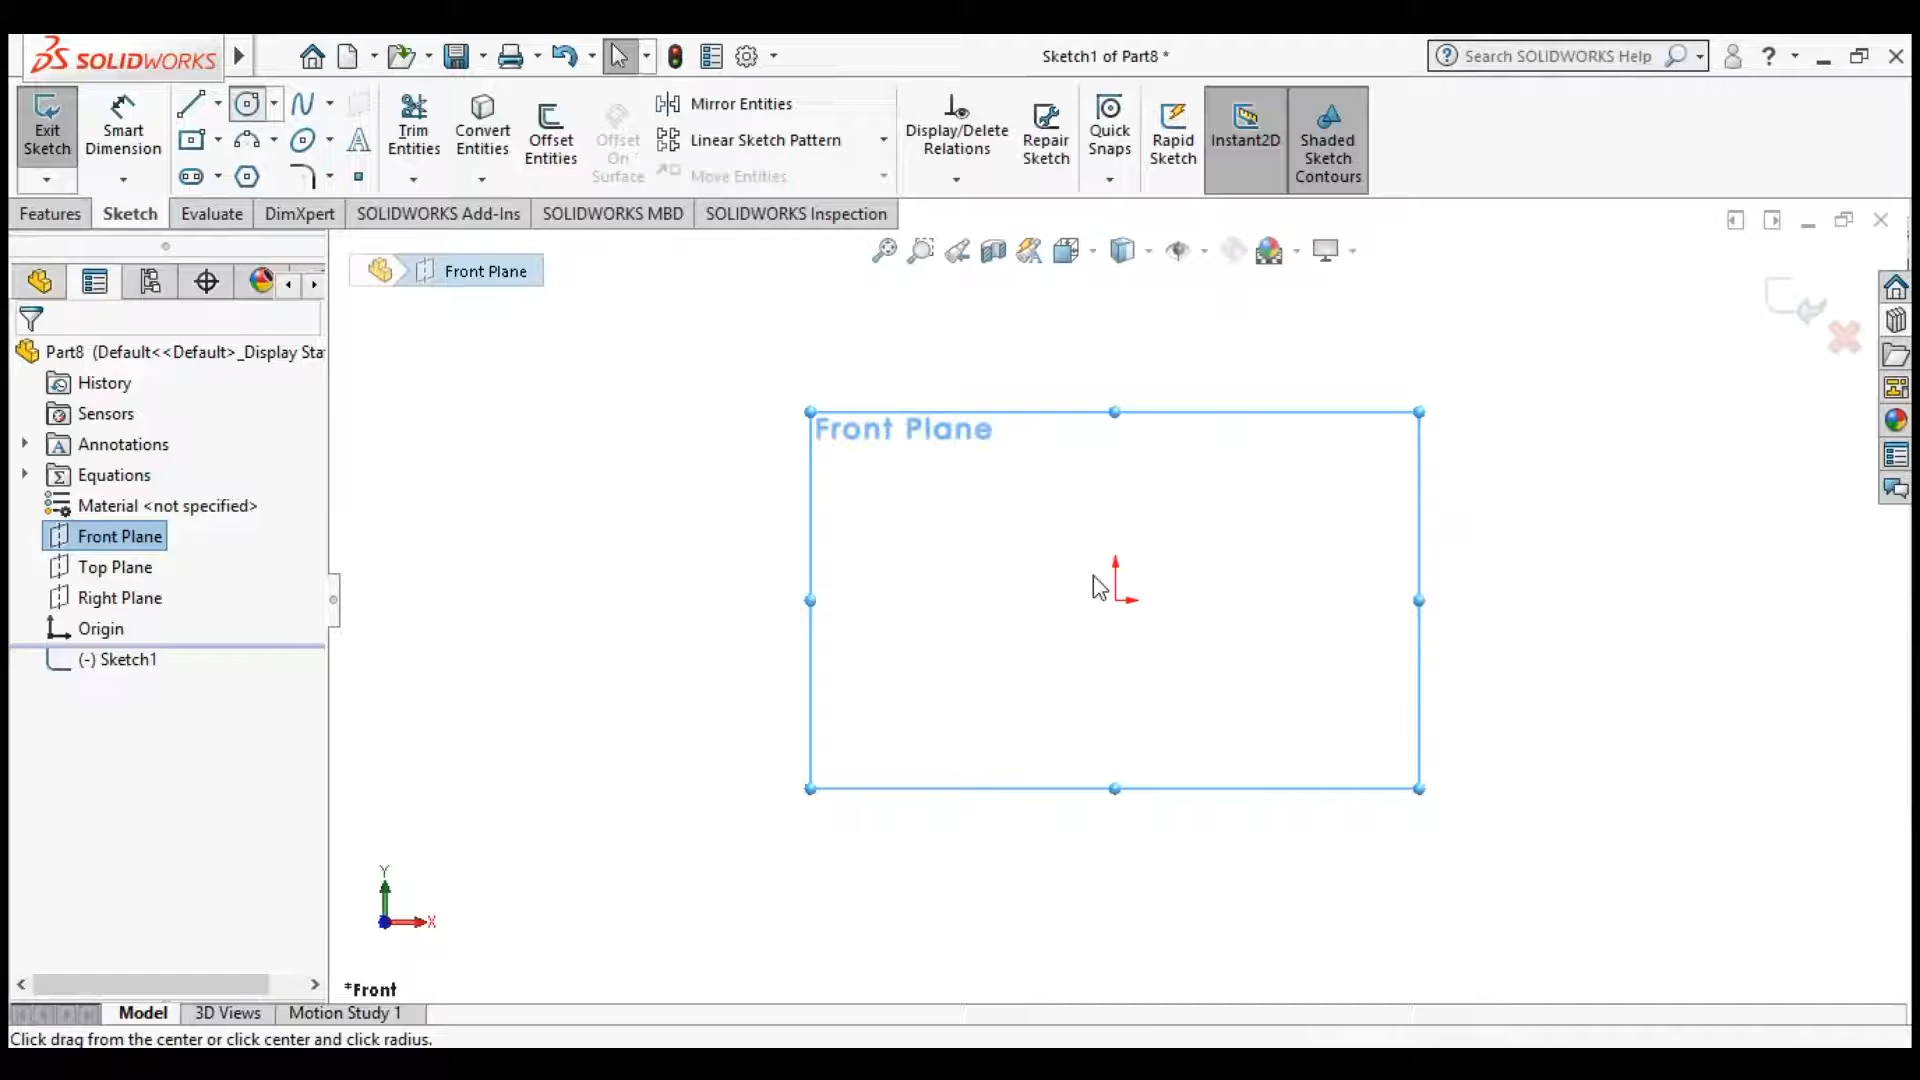 SOLIDWORKS
Sketch1 of Part8 *
Search SOLIDWORKS Help
?
Exit Sketch
Smart Dimension
Trim Entities
Convert Entities
Offset Entities
Offset On Surface
Mirror Entities
Linear Sketch Pattern
Move Entities
Display/Delete Relations
Repair Sketch
Quick Snaps
Rapid Sketch
Instant2D
Shaded Sketch Contours
Features
Sketch
Evaluate
DimXpert
SOLIDWORKS Add-Ins
SOLIDWORKS MBD
SOLIDWORKS Inspection
Front Plane
Part8 (Default<<Default>_Display Sta
History
Sensors
Annotations
Equations
Material <not specified>
Front Plane
Top Plane
Right Plane
Origin
(-) Sketch1
Front Plane
Y
X
*Front
Model
3D Views
Motion Study 1
Click drag from the center or click center and click radius.